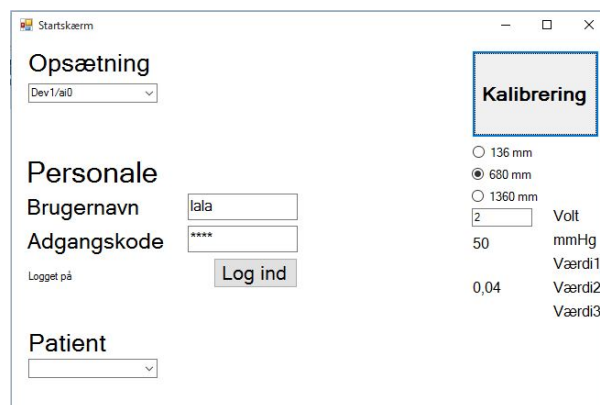 Startskærm
Opsætning
Dev1/ai0
Kalibrering
136 mm
680 mm
1360 mm
Personale
Brugernavn lala
Adgangskode ****
Logget på Log ind
2 Volt
50 mmHg
Værdi1
0,04 Værdi2
Værdi3
Patient